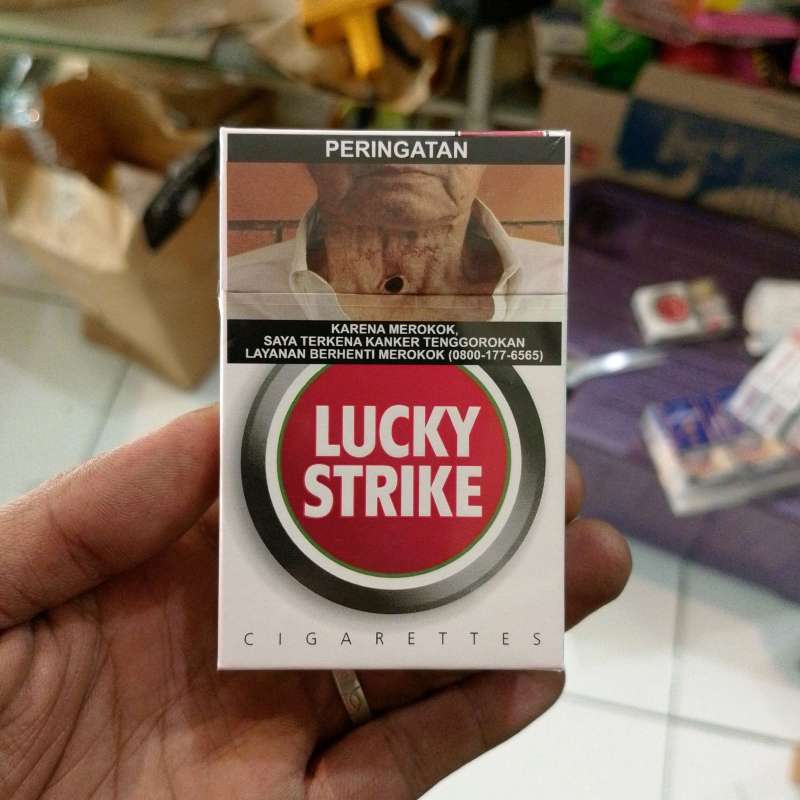 PERINGATAN
KARENA MEROKOK,
SAYA TERKENA KANKER TENGGOROKAN
LAYANAN BERHENTI MEROKOK (0800-177-6565)
LUCKY
STRIKE
CIGARETTES